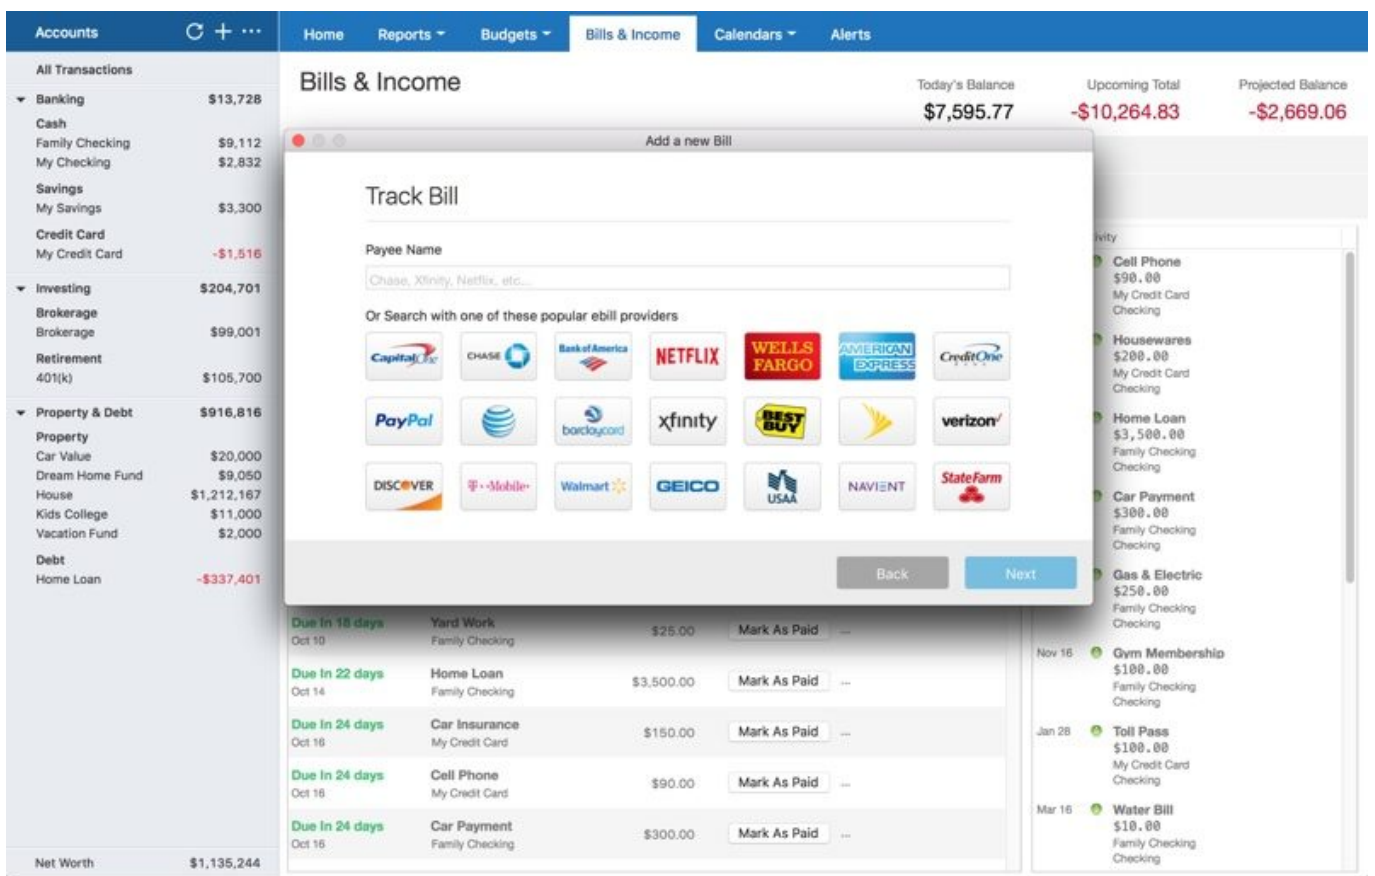 Accounts
All Transactions
Banking $13,728
Cash
Family Checking $9,112
My Checking $2,832
Savings
My Savings $3,300
Credit Card
My Credit Card -$1,516
Investing $204,701
Brokerage
Brokerage $99,001
Retirement
401(k) $105,700
Property & Debt $916,816
Property
Car Value $20,000
Dream Home Fund $9,050
House $1,212,167
Kids College $11,000
Vacation Fund $2,000
Debt
Home Loan -$337,401
Net Worth $1,135,244
Home Reports Budgets Bills & Income Calendars Alerts
Bills & Income
Today's Balance Upcoming Total Projected Balance
$7,595.77 -$10,264.83 -$2,669.06
Add a new Bill
Track Bill
Payee Name
Chase, Xfinity, Netflix, etc...
Or Search with one of these popular ebill providers
Capital One CHASE Bank of America NETFLIX WELLS FARGO AMERICAN EXPRESS CreditOne BANK
PayPal barclaycard xfinity BEST BUY verizon
DISCOVER T-Mobile Walmart GEICO USAA NAVIENT State Farm
Back Next
Due In 18 days Yard Work $25.00 Mark As Paid ...
Oct 10 Family Checking
Due In 22 days Home Loan $3,500.00 Mark As Paid ...
Oct 14 Family Checking
Due In 24 days Car Insurance $150.00 Mark As Paid ...
Oct 16 My Credit Card
Due In 24 days Cell Phone $90.00 Mark As Paid ...
Oct 16 My Credit Card
Due In 24 days Car Payment $300.00 Mark As Paid ...
Oct 16 Family Checking
ivity
Cell Phone
$90.00
My Credit Card
Checking
Housewares
$200.00
My Credit Card
Checking
Home Loan
$3,500.00
Family Checking
Checking
Car Payment
$300.00
Family Checking
Checking
Gas & Electric
$250.00
Family Checking
Checking
Nov 16 Gym Membership
$100.00
Family Checking
Checking
Jan 28 Toll Pass
$100.00
My Credit Card
Checking
Mar 16 Water Bill
$10.00
Family Checking
Checking